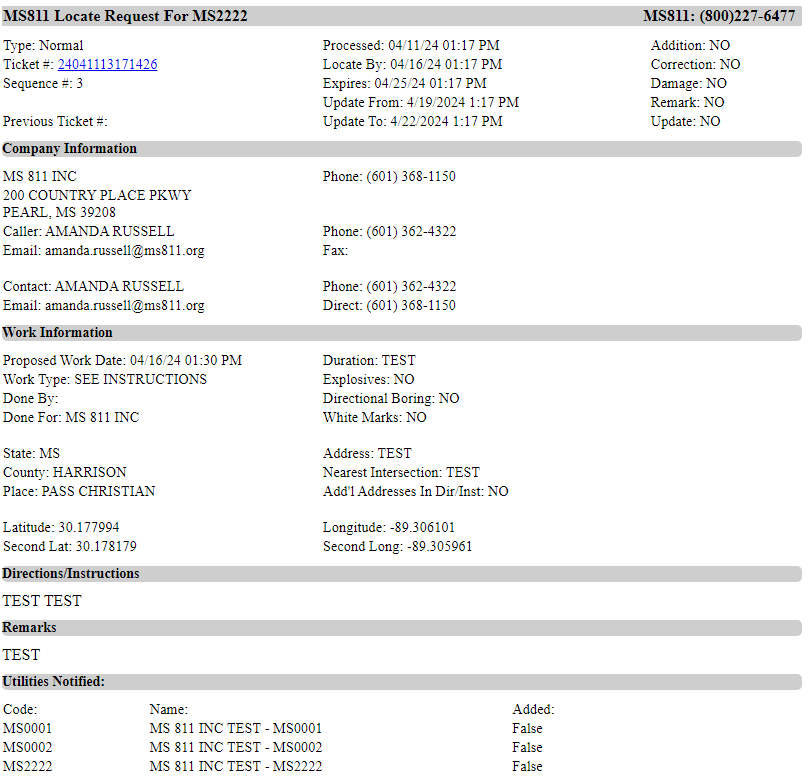 MS811 Locate Request For MS2222 MS811: (800)227-6477
Type: Normal Processed: 04/11/24 01:17 PM Addition: NO
Ticket #: 24041113171426 Locate By: 04/16/24 01:17 PM Correction: NO
Sequence #: 3 Expires: 04/25/24 01:17 PM Damage: NO
Update From: 4/19/2024 1:17 PM Remark: NO
Previous Ticket #: Update To: 4/22/2024 1:17 PM Update: NO
Company Information
MS 811 INC Phone: (601) 368-1150
200 COUNTRY PLACE PKWY
PEARL, MS 39208
Caller: AMANDA RUSSELL Phone: (601) 362-4322
Email: amanda.russell@ms811.org Fax:
Contact: AMANDA RUSSELL Phone: (601) 362-4322
Email: amanda.russell@ms811.org Direct: (601) 368-1150
Work Information
Proposed Work Date: 04/16/24 01:30 PM Duration: TEST
Work Type: SEE INSTRUCTIONS Explosives: NO
Done By: Directional Boring: NO
Done For: MS 811 INC White Marks: NO
State: MS Address: TEST
County: HARRISON Nearest Intersection: TEST
Place: PASS CHRISTIAN Add'l Addresses In Dir/Inst: NO
Latitude: 30.177994 Longitude: -89.306101
Second Lat: 30.178179 Second Long: -89.305961
Directions/Instructions
TEST TEST
Remarks
TEST
Utilities Notified:
Code: Name: Added:
MS0001 MS 811 INC TEST - MS0001 False
MS0002 MS 811 INC TEST - MS0002 False
MS2222 MS 811 INC TEST - MS2222 False